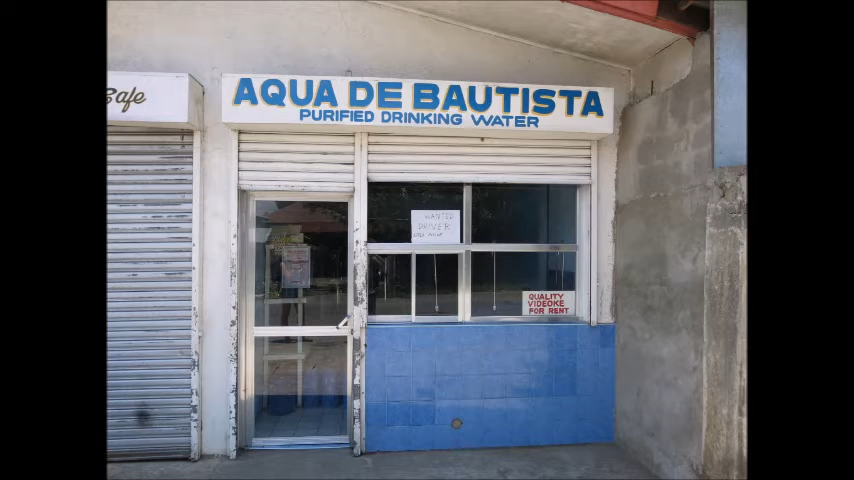 Cafe
AQUA DE BAUTISTA
PURIFIED DRINKING WATER
WANTED
DRIVER
QUALITY
VIDEOKE
FOR RENT